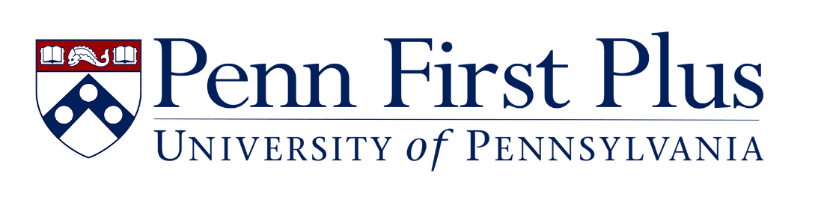 Penn First Plus
UNIVERSITY of PENNSYLVANIA